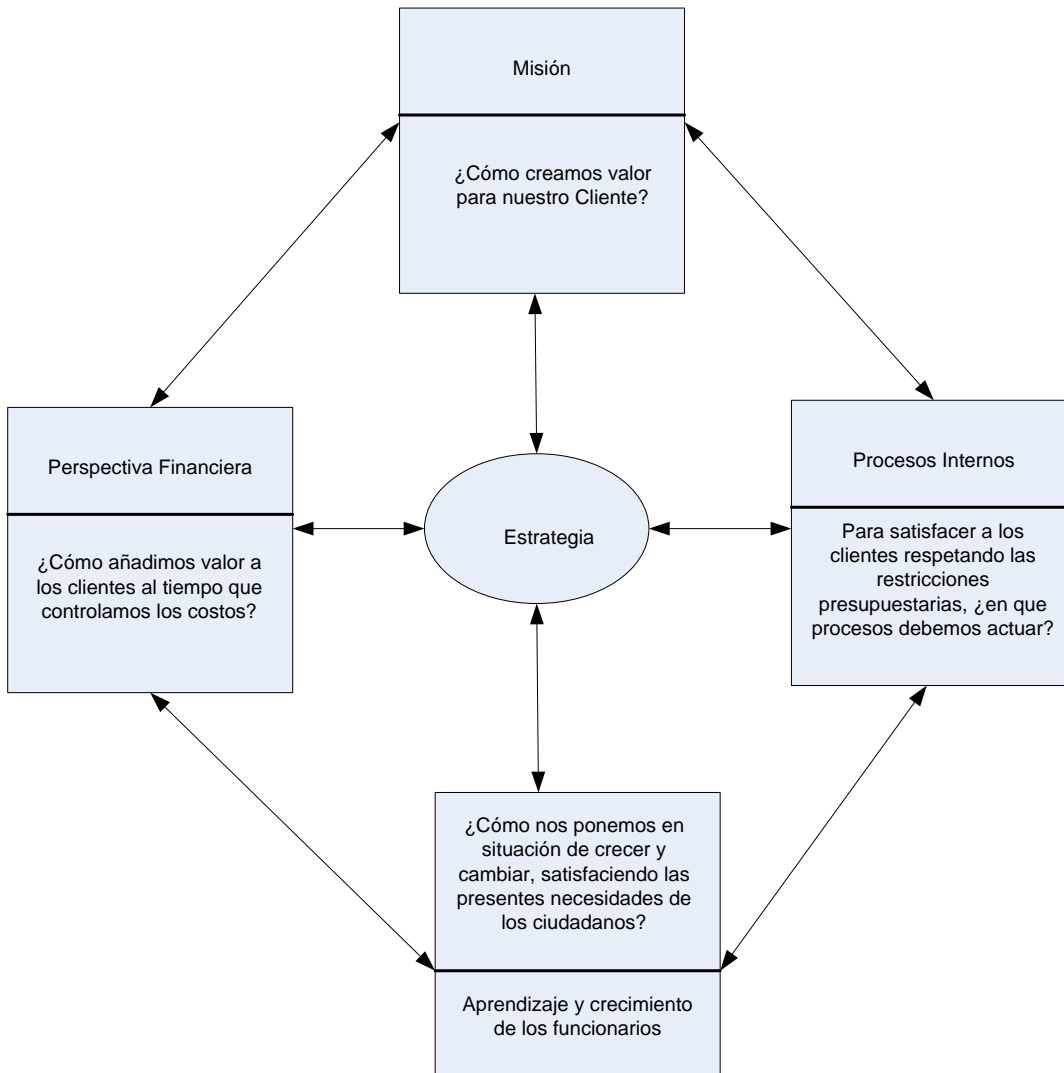 Misión
¿Cómo creamos valor
para nuestro Cliente?
Perspectiva Financiera
¿Cómo añadimos valor a
los clientes al tiempo que
controlamos los costos?
Estrategia
Procesos Internos
Para satisfacer a los
clientes respetando las
restricciones
presupuestarias, ¿en que
procesos debemos actuar?
¿Cómo nos ponemos en
situación de crecer y
cambiar, satisfaciendo las
presentes necesidades de
los ciudadanos?
Aprendizaje y crecimiento
de los funcionarios